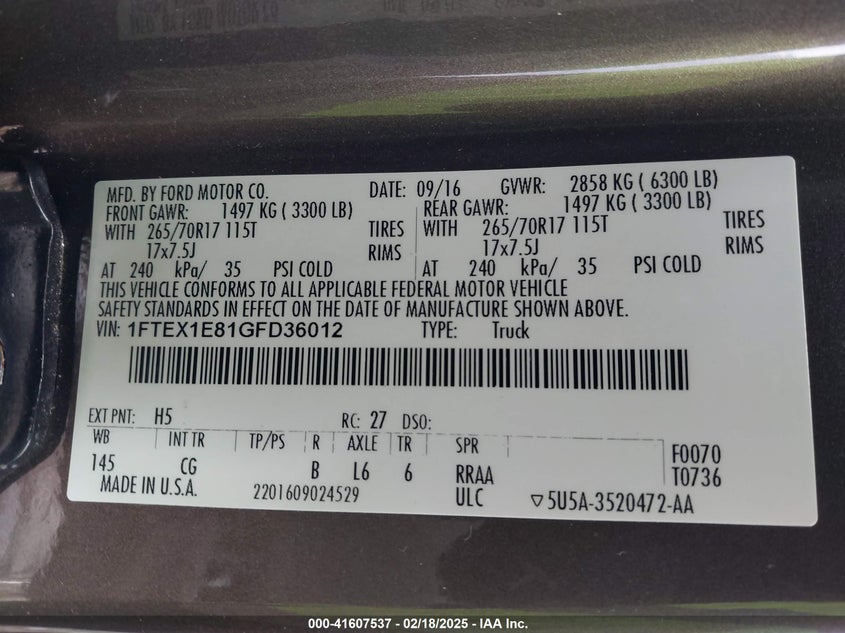 MFD. BY FORD MOTOR CO. DATE: 09/16 GVWR: 2858 KG ( 6300 LB)
FRONT GAWR: 1497 KG ( 3300 LB) REAR GAWR: 1497 KG ( 3300 LB)
WITH 265/70R17 115T TIRES WITH 265/70R17 115T TIRES
17x7.5J RIMS 17x7.5J RIMS
AT 240 kPa/ 35 PSI COLD AT 240 kPa/ 35 PSI COLD
THIS VEHICLE CONFORMS TO ALL APPLICABLE FEDERAL MOTOR VEHICLE
SAFETY STANDARDS IN EFFECT ON THE DATE OF MANUFACTURE SHOWN ABOVE.
VIN: 1FTEX1E81GFD36012 TYPE: Truck
EXT PNT: H5 RC: 27 DSO:
WB INT TR TP/PS R AXLE TR SPR F0070
145 CG B L6 6 RRAA T0736
MADE IN U.S.A. 2201609024529 ULC ▽5U5A-3520472-AA
000-41607537 - 02/18/2025 - IAA Inc.